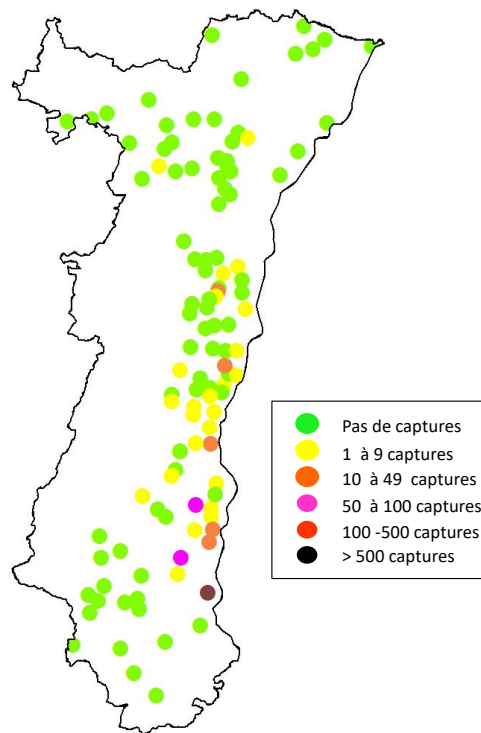 Pas de captures
1 à 9 captures
10 à 49 captures
50 à 100 captures
100 -500 captures
> 500 captures